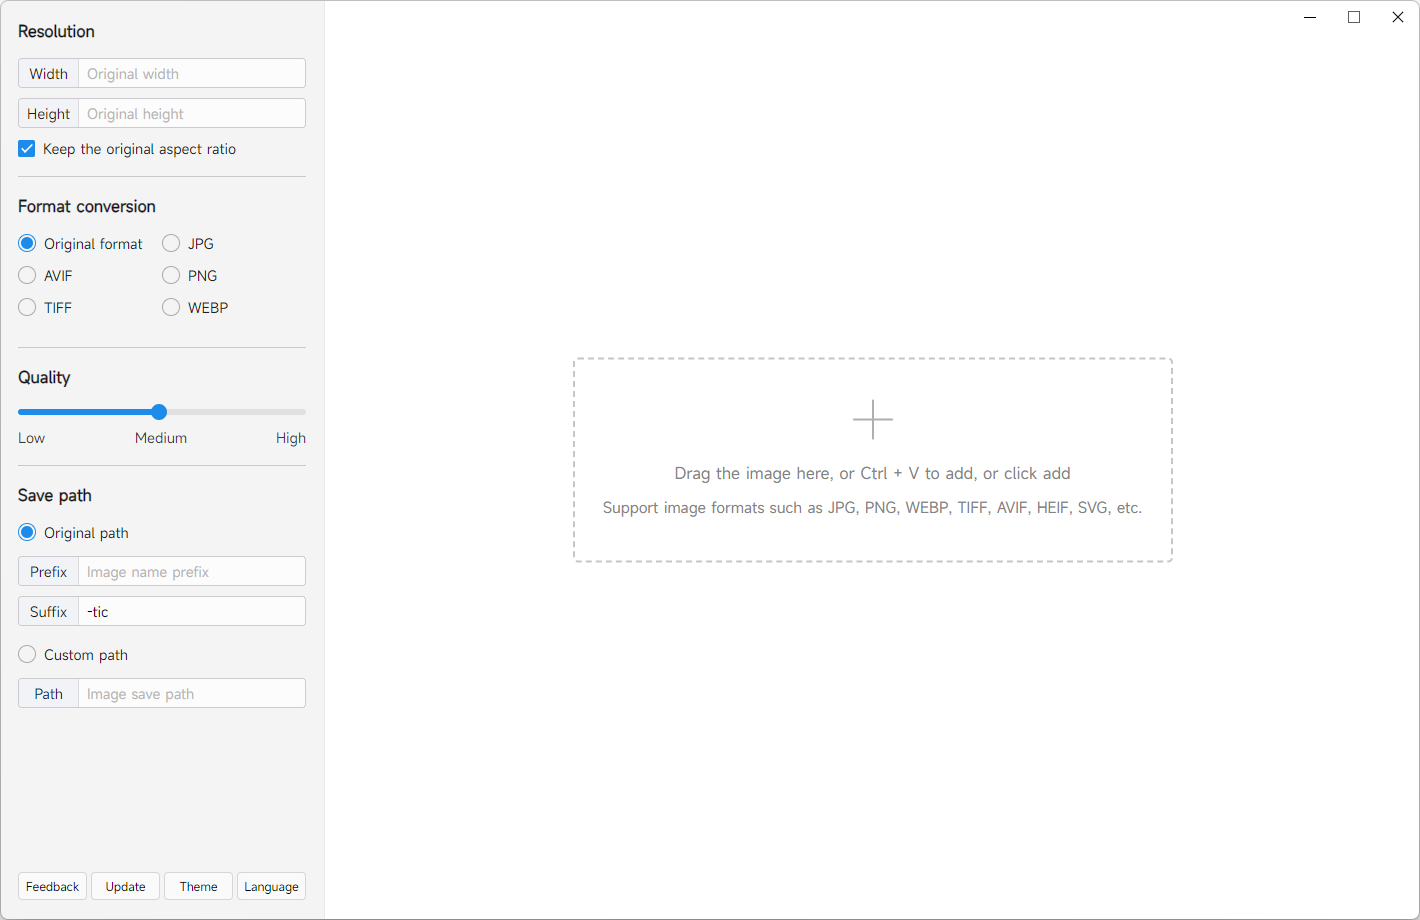 Resolution
Width Original width
Height Original height
Keep the original aspect ratio
Format conversion
Original format JPG
AVIF PNG
TIFF WEBP
Quality
Low Medium High
Save path
Original path
Prefix Image name prefix
Suffix -tic
Custom path
Path Image save path
Feedback Update Theme Language
Drag the image here, or Ctrl + V to add, or click add
Support image formats such as JPG, PNG, WEBP, TIFF, AVIF, HEIF, SVG, etc.